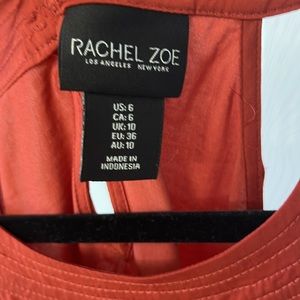 RACHEL ZOE
LOS ANGELES NEW YORK
US: 6
CA: 6
UK: 10
EU: 36
AU: 10
MADE IN
INDONESIA